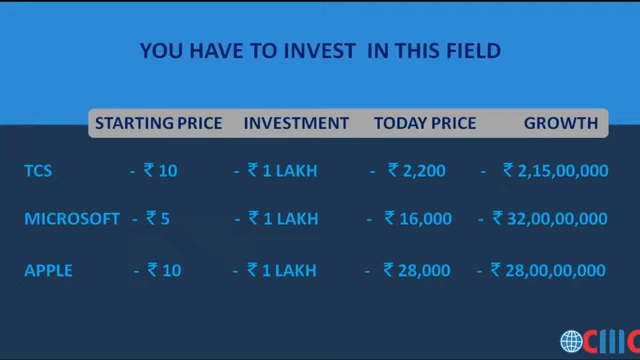 YOU HAVE TO INVEST IN THIS FIELD
STARTING PRICE INVESTMENT TODAY PRICE GROWTH
TCS - ₹ 10 - ₹ 1 LAKH - ₹ 2,200 - ₹ 2,15,00,000
MICROSOFT - ₹ 5 - ₹ 1 LAKH - ₹ 16,000 - ₹ 32,00,00,000
APPLE - ₹ 10 - ₹ 1 LAKH - ₹ 28,000 - ₹ 28,00,00,000